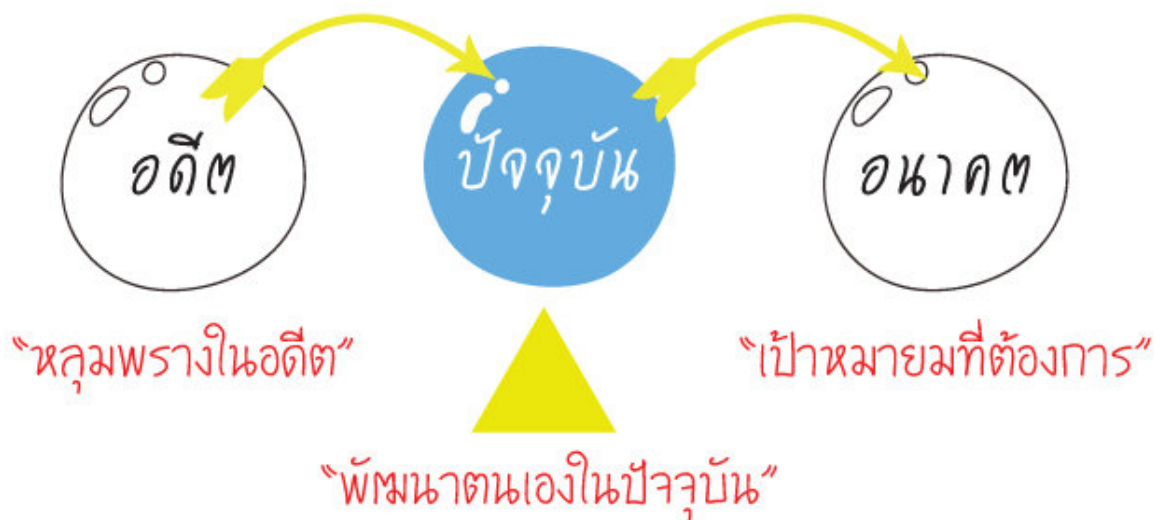 อดีต
ปัจจุบัน
อนาคต
“หลุมพรางในอดีต”
“เป้าหมายมที่ต้องการ”
“พัฒนาตนเองในปัจจุบัน”